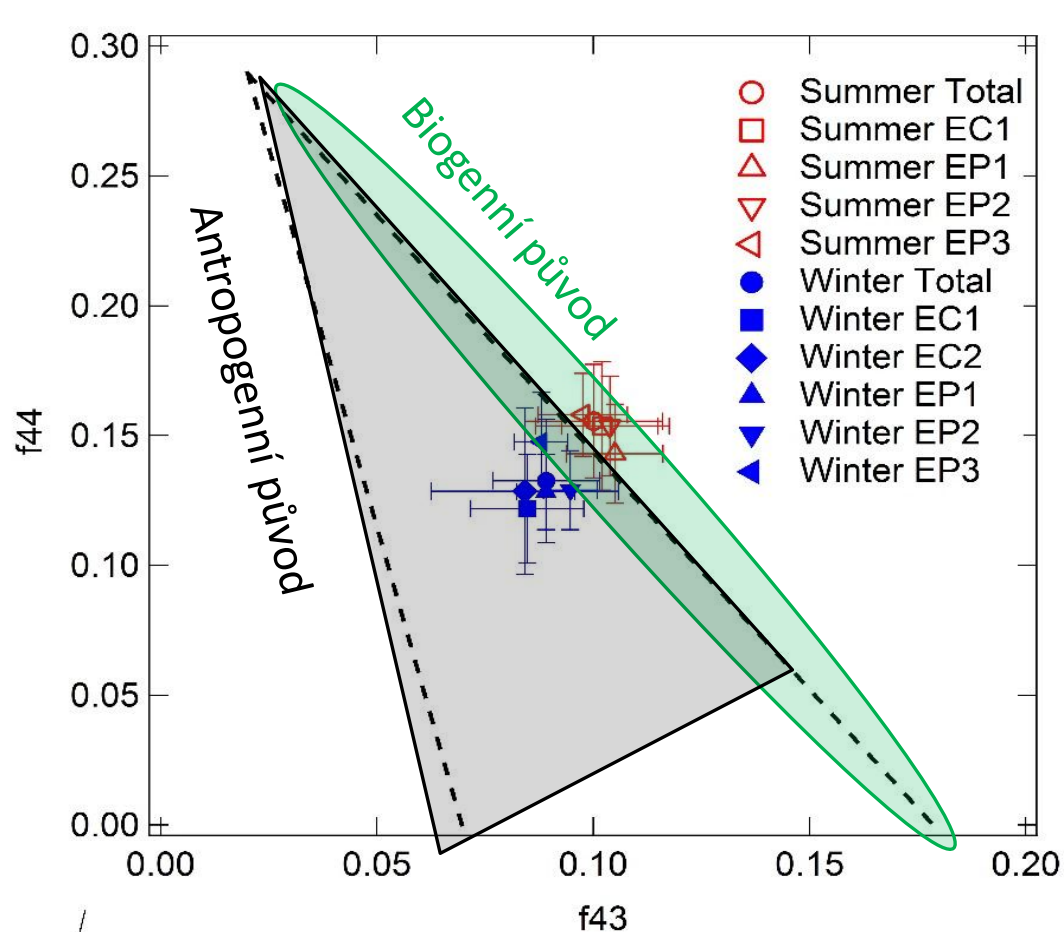 0.30
0.25
0.20
0.15
0.10
0.05
0.00
f44
0.00
0.05
0.10
0.15
0.20
f43
/
Antropogenní původ
Biogenní původ
Summer Total
Summer EC1
Summer EP1
Summer EP2
Summer EP3
Winter Total
Winter EC1
Winter EC2
Winter EP1
Winter EP2
Winter EP3